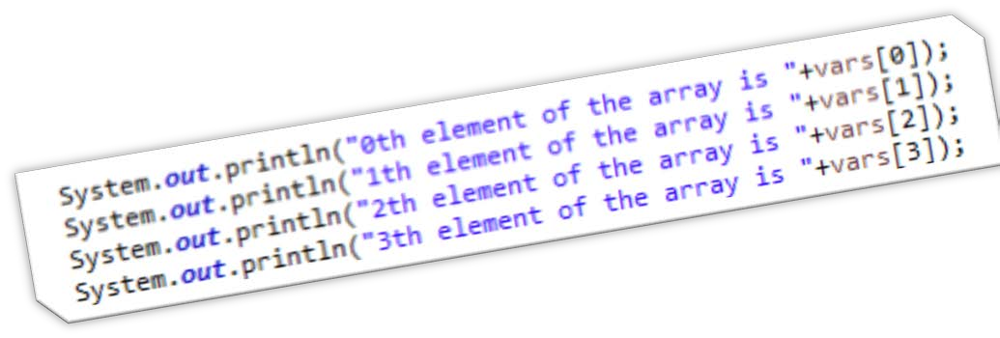 System.out.println("0th element of the array is "+vars[0]);
System.out.println("1th element of the array is "+vars[1]);
System.out.println("2th element of the array is "+vars[2]);
System.out.println("3th element of the array is "+vars[3]);